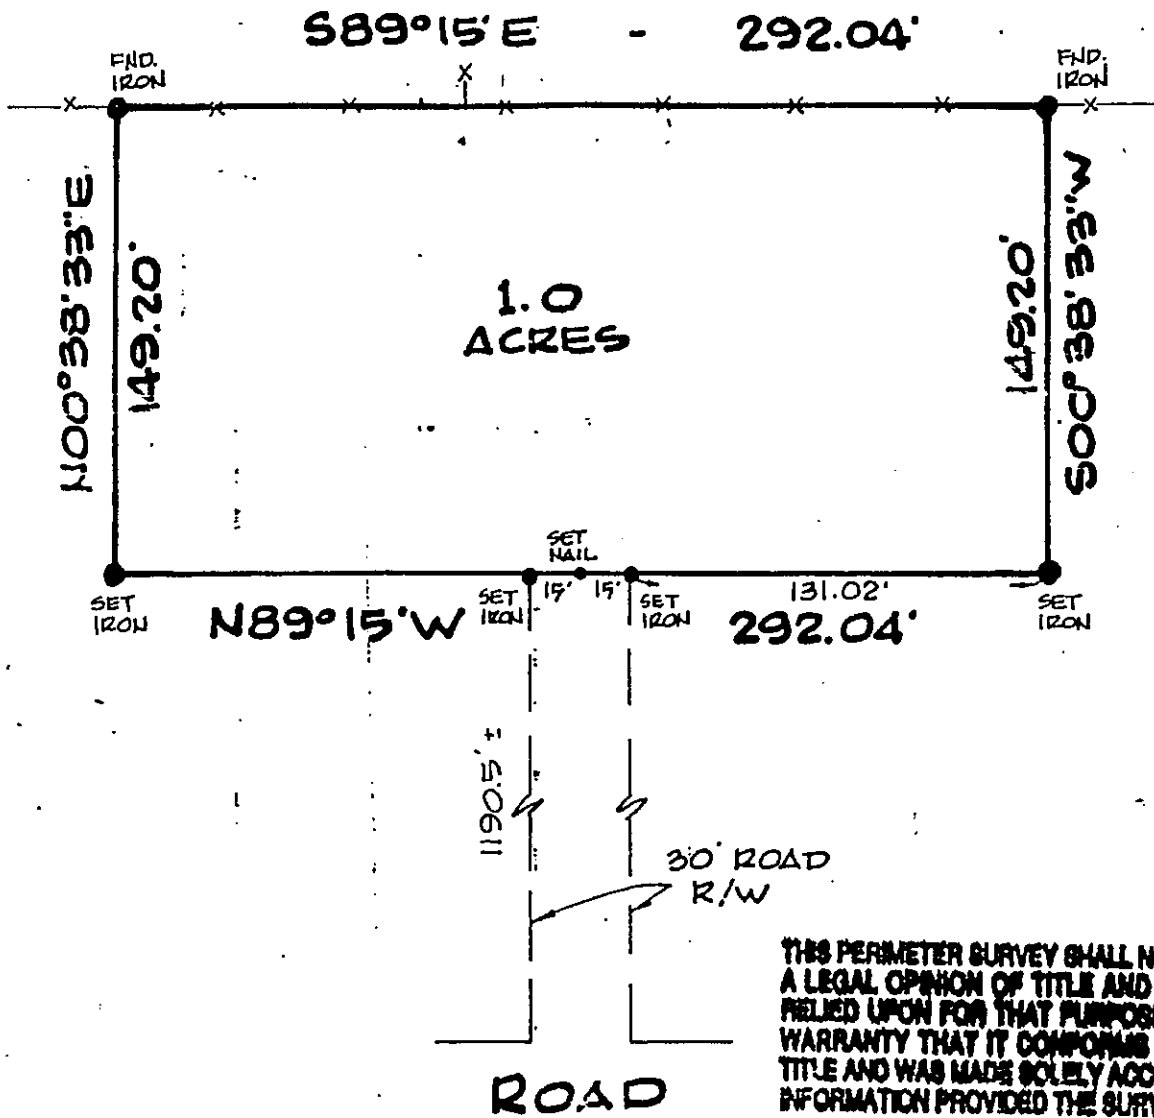 S89°15'E - 292.04'
FND.
IRON
X
FND.
IRON
N00°38'33"E
149.20'
1.0
ACRES
149.20'
S00°38'33"W
SET
NAIL
15' 15'
131.02'
SET
IRON
N89°15'W
SET
IRON
SET
IRON
292.04'
SET
IRON
1190.5' ±
30' ROAD
R/W
ROAD
THIS PERIMETER SURVEY SHALL N
A LEGAL OPINION OF TITLE AND
RELIED UPON FOR THAT PURPOSE
WARRANTY THAT IT CONFORMS
TITLE AND WAS MADE SOLELY ACC
INFORMATION PROVIDED THE SURV